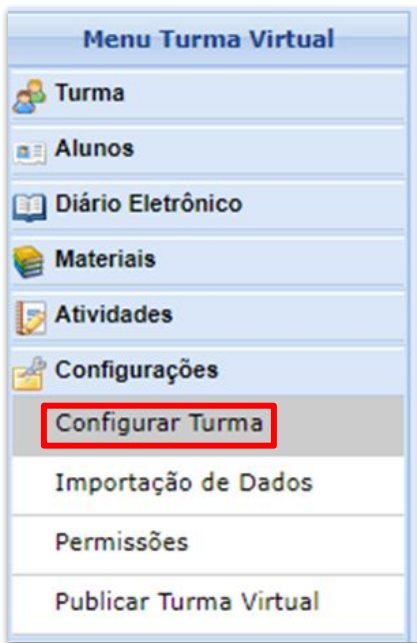 Menu Turma Virtual
Turma
Alunos
Diário Eletrônico
Materiais
Atividades
Configurações
Configurar Turma
Importação de Dados
Permissões
Publicar Turma Virtual